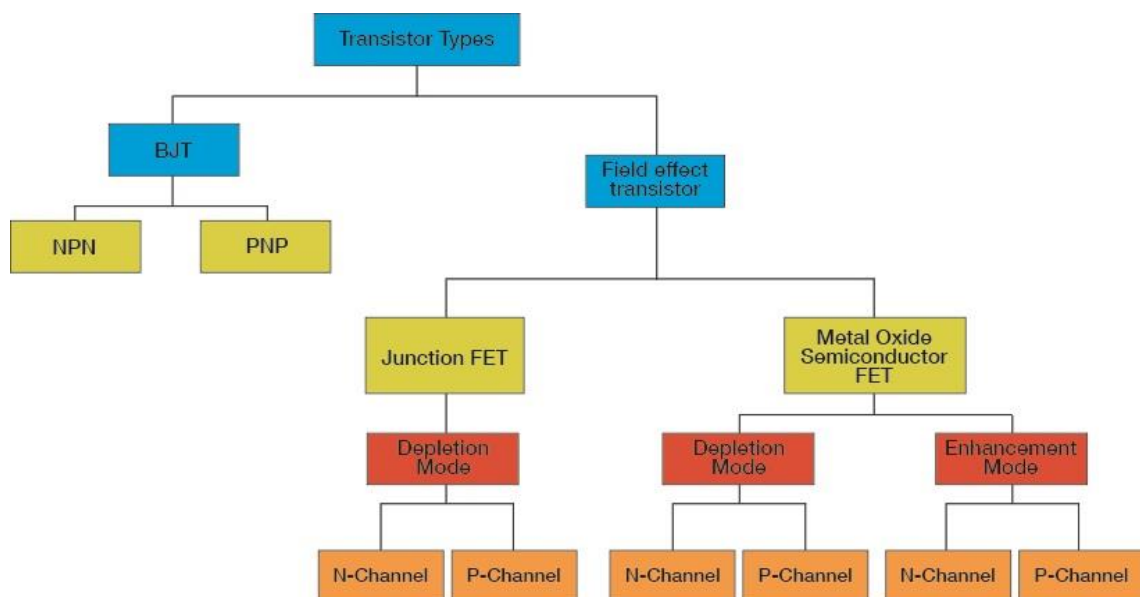 Transistor Types
BJT
Field effect
transistor
NPN
PNP
Junction FET
Metal Oxide
Semiconductor
FET
Depletion
Mode
Depletion
Mode
Enhancement
Mode
N-Channel
P-Channel
N-Channel
P-Channel
N-Channel
P-Channel